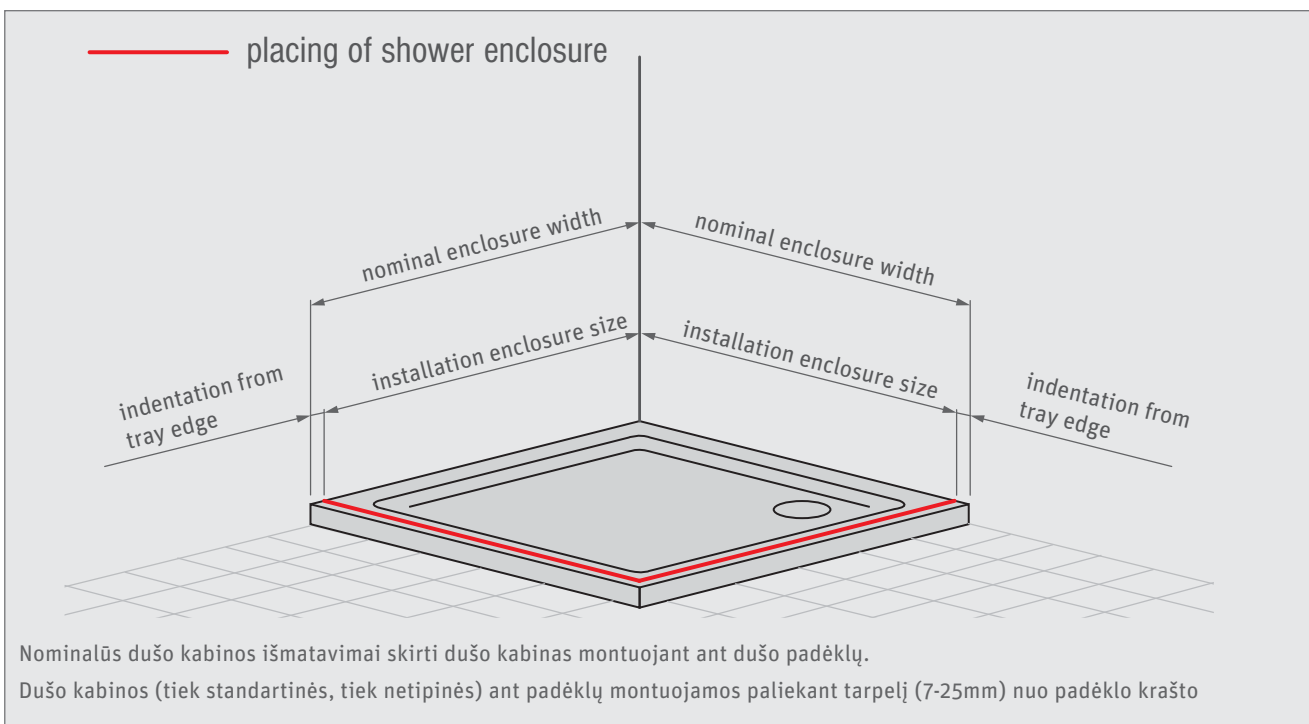 placing of shower enclosure
nominal enclosure width
nominal enclosure width
installation enclosure size
installation enclosure size
indentation from
tray edge
indentation from
tray edge
Nominalūs dušo kabinos išmatavimai skirti dušo kabinas montuojant ant dušo padėklų.
Dušo kabinos (tiek standartinės, tiek netipinės) ant padėklų montuojamos paliekant tarpelį (7-25mm) nuo padėklo krašto